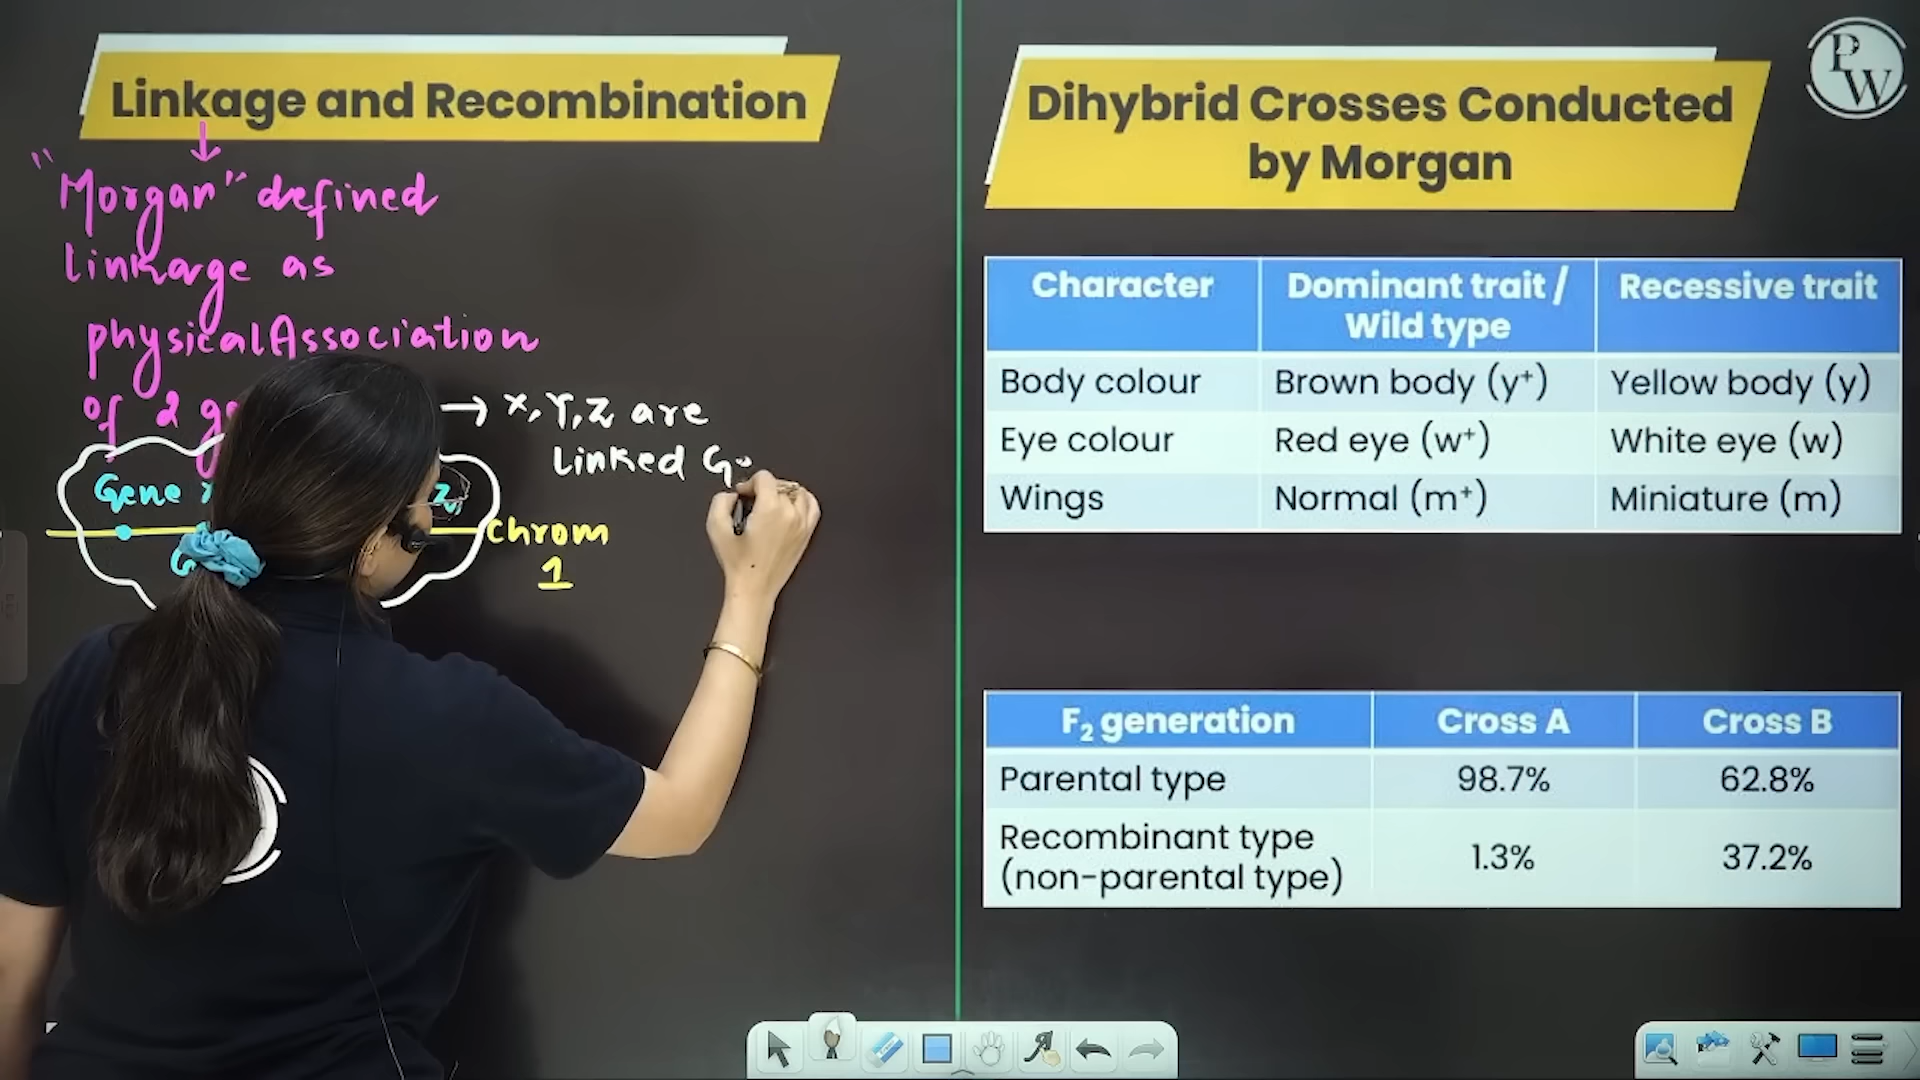 Linkage and Recombination
"Morgan" defined
linkage as
physical Association
of 2
→ X, Y, Z are
Linked
Gene
Z
Chrom
1
Dihybrid Crosses Conducted
by Morgan
PW
Character Dominant trait / Wild type Recessive trait
Body colour Brown body (y⁺) Yellow body (y)
Eye colour Red eye (w⁺) White eye (w)
Wings Normal (m⁺) Miniature (m)
F₂ generation Cross A Cross B
Parental type 98.7% 62.8%
Recombinant type (non-parental type) 1.3% 37.2%